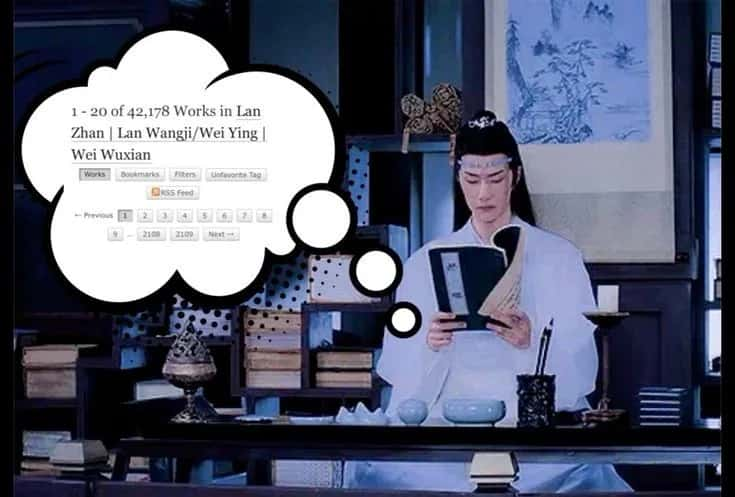 1 - 20 of 42,178 Works in Lan
Zhan | Lan Wangji/Wei Ying |
Wei Wuxian
Works Bookmarks Filters Unfavorite Tag
RSS Feed
← Previous 1 2 3 4 5 6 7 8
9 ... 2108 2109 Next →